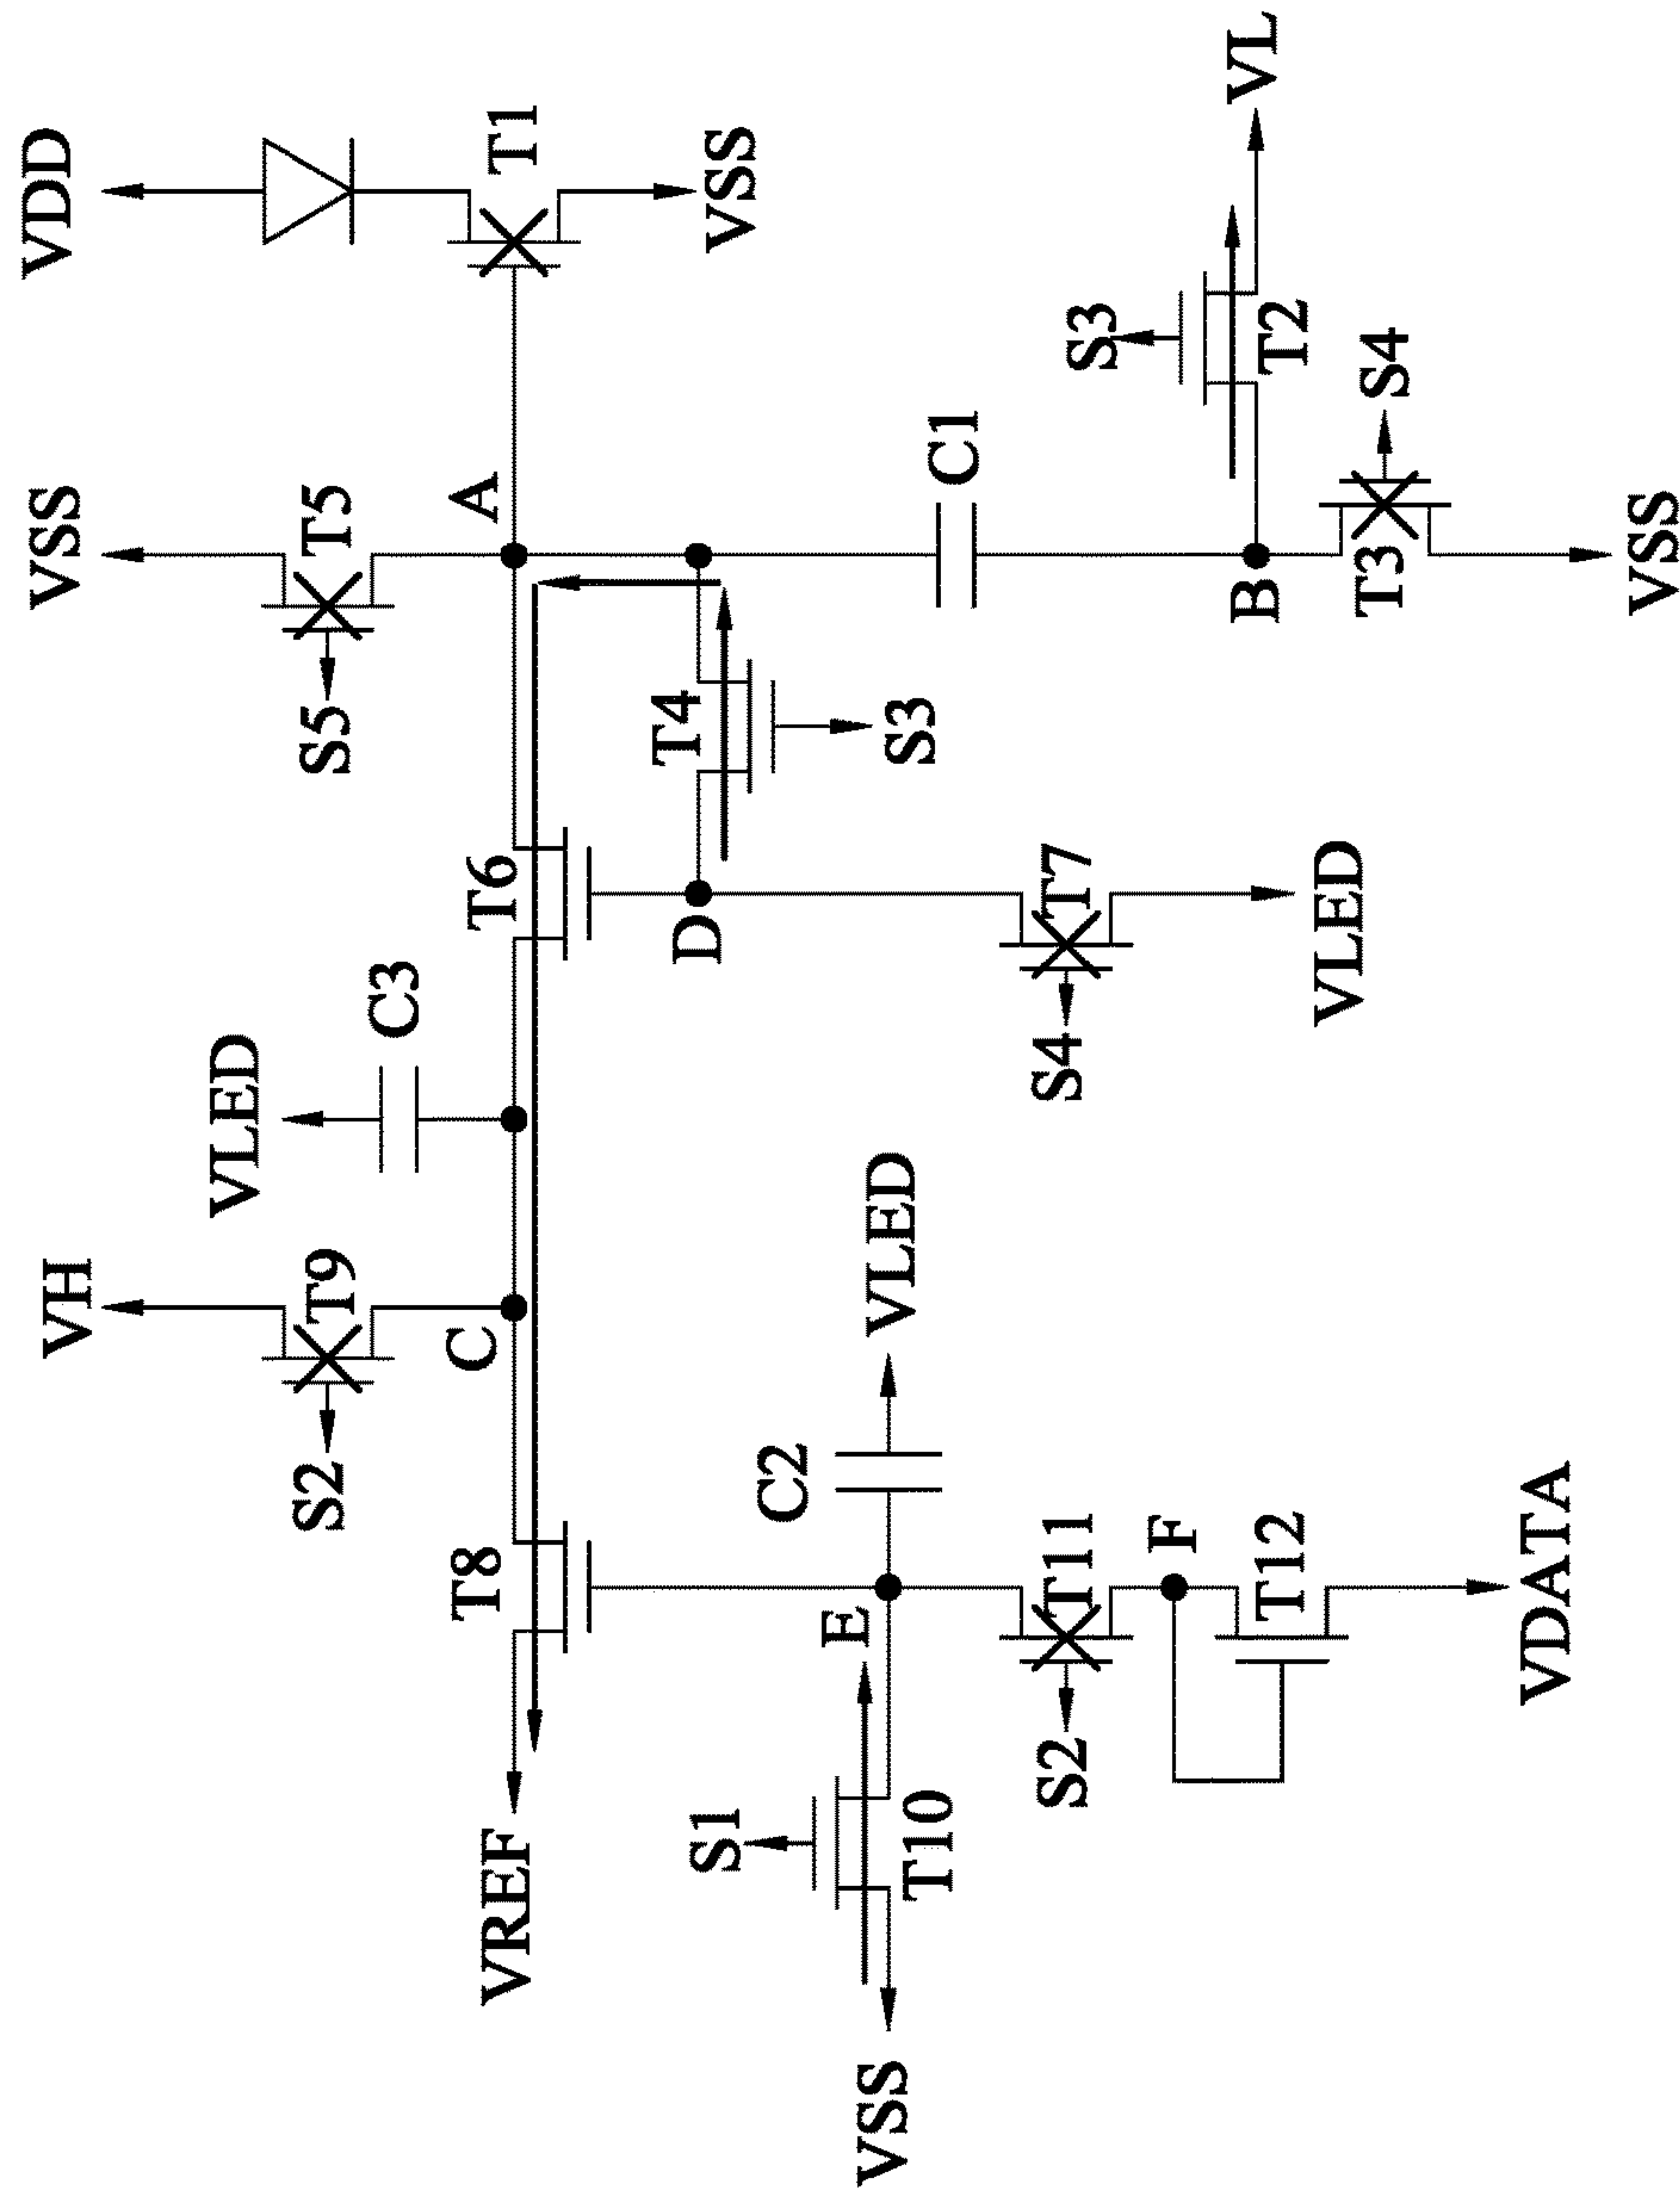 VH
VSS
VDD
VLED
S2
T9
S5
T5
C3
VREF
T8
C
T6
A
T1
S1
D
T4
VSS
C2
E
VSS
VLED
T10
S3
C1
S2
T11
S4
T7
S3
F
T12
B
T2
VL
VLED
T3
S4
VDATA
VSS